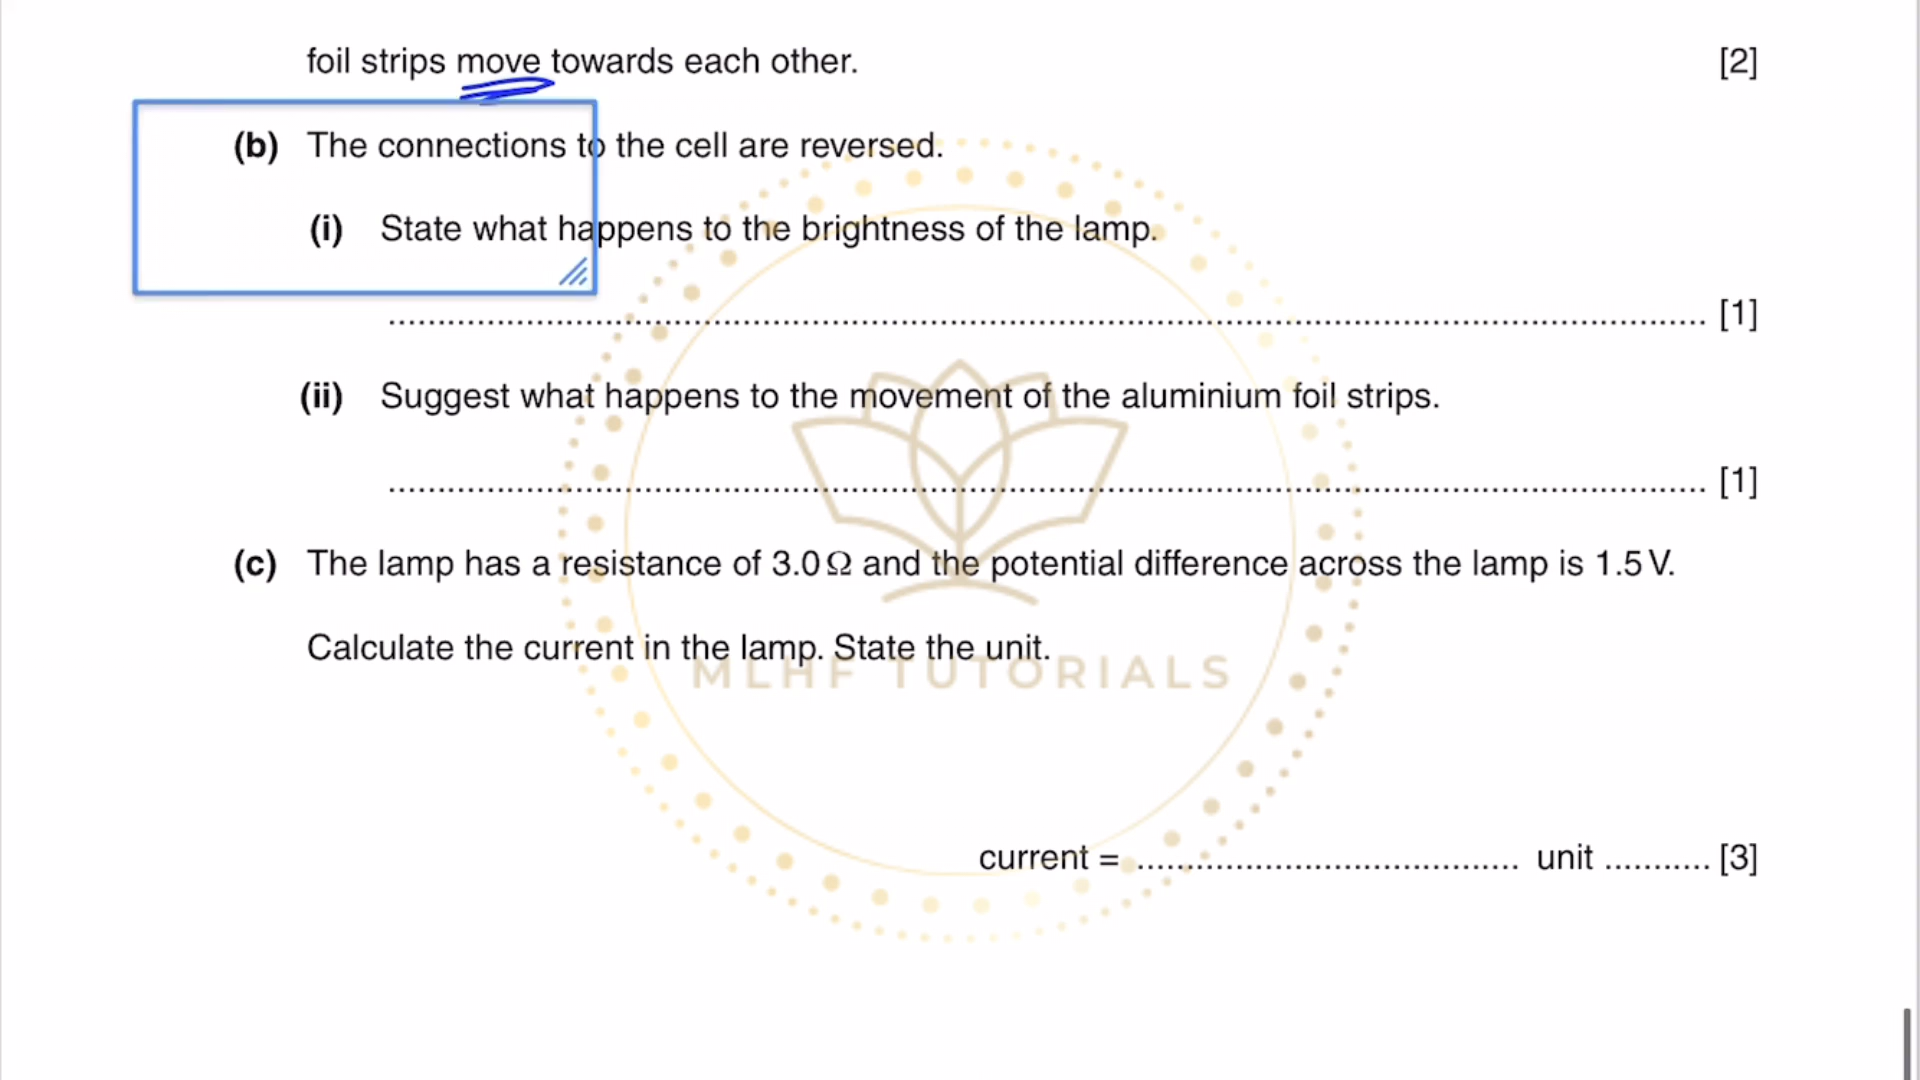 foil strips move towards each other. [2]
(b) The connections to the cell are reversed.
(i) State what happens to the brightness of the lamp.
.......................................................................................................................................... [1]
(ii) Suggest what happens to the movement of the aluminium foil strips.
.......................................................................................................................................... [1]
(c) The lamp has a resistance of 3.0 Ω and the potential difference across the lamp is 1.5 V.
Calculate the current in the lamp. State the unit.
MLHF TUTORIALS
current = ........................................ unit ........... [3]